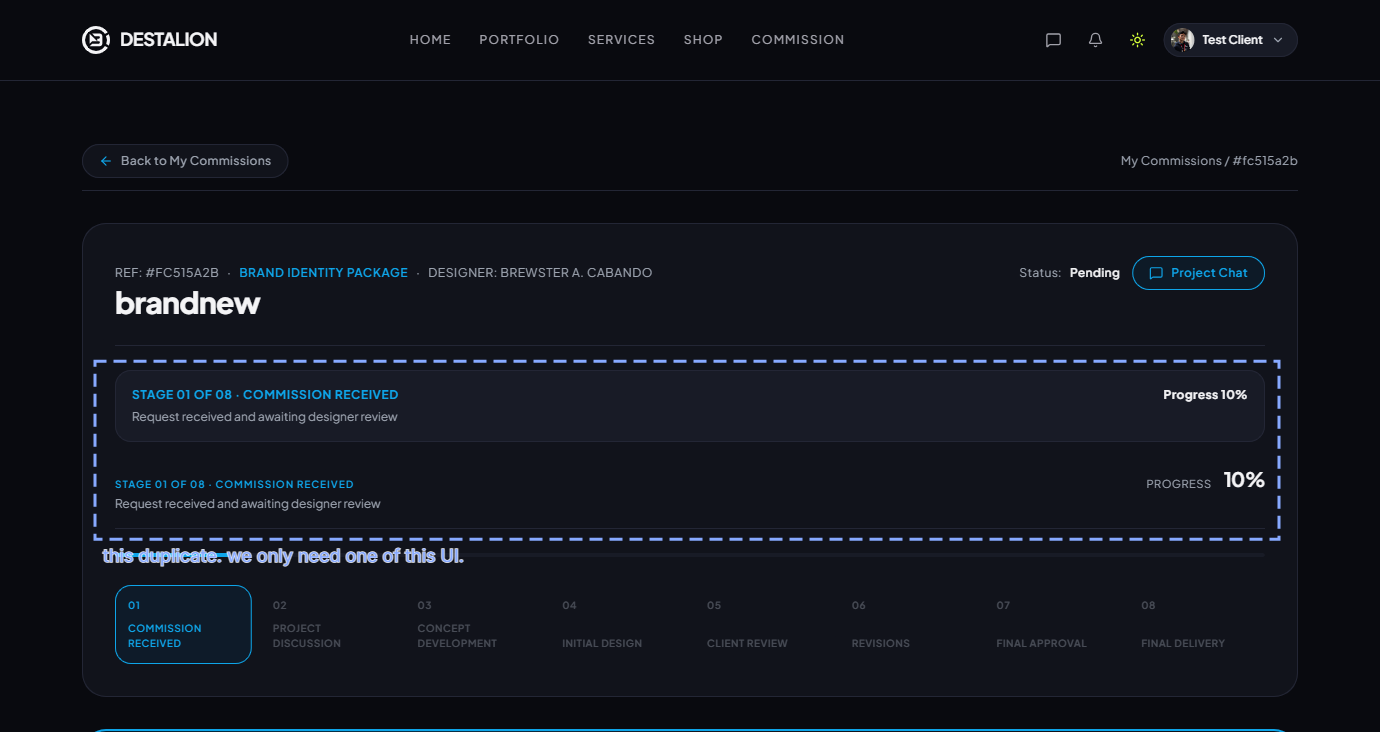 DESTALION
HOME PORTFOLIO SERVICES SHOP COMMISSION
Test Client
Back to My Commissions
My Commissions / #fc515a2b
REF: #FC515A2B · BRAND IDENTITY PACKAGE · DESIGNER: BREWSTER A. CABANDO
Status: Pending
Project Chat
brandnew
STAGE 01 OF 08 · COMMISSION RECEIVED
Progress 10%
Request received and awaiting designer review
STAGE 01 OF 08 · COMMISSION RECEIVED
PROGRESS 10%
Request received and awaiting designer review
this duplicate. we only need one of this UI.
01
COMMISSION
RECEIVED
02
PROJECT
DISCUSSION
03
CONCEPT
DEVELOPMENT
04
INITIAL DESIGN
05
CLIENT REVIEW
06
REVISIONS
07
FINAL APPROVAL
08
FINAL DELIVERY